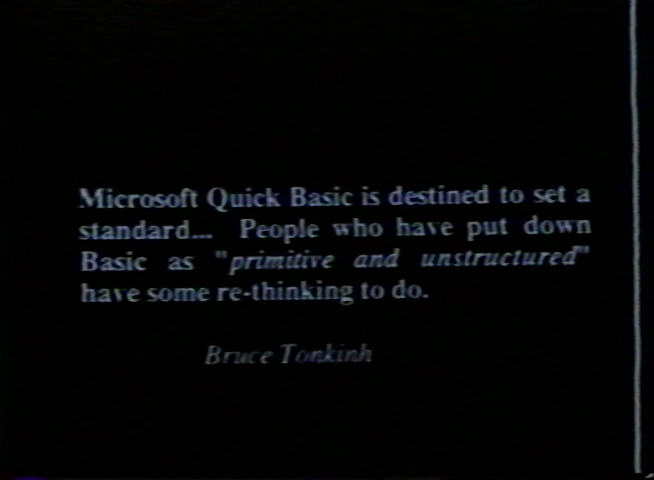 Microsoft Quick Basic is destined to set a
standard... People who have put down
Basic as "primitive and unstructured"
have some re-thinking to do.
Bruce Tonkinh